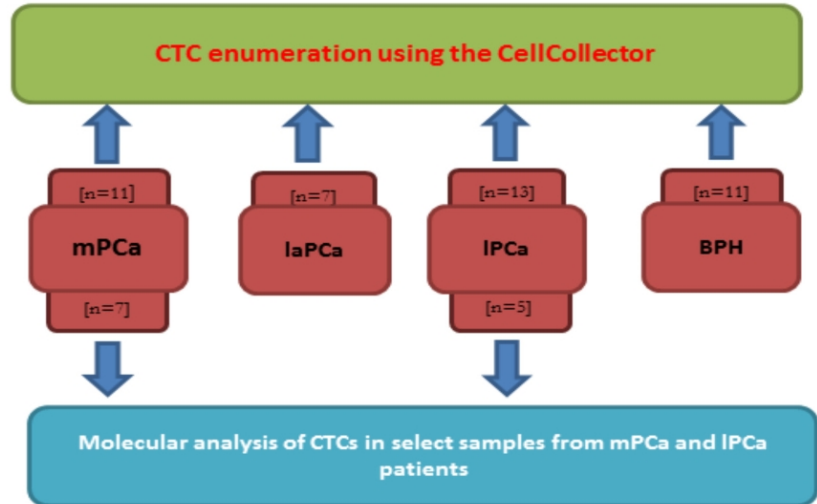 CTC enumeration using the CellCollector
[n=11]
[n=7]
[n=13]
[n=11]
mPCa
laPCa
lPCa
BPH
[n=7]
[n=5]
Molecular analysis of CTCs in select samples from mPCa and lPCa
patients